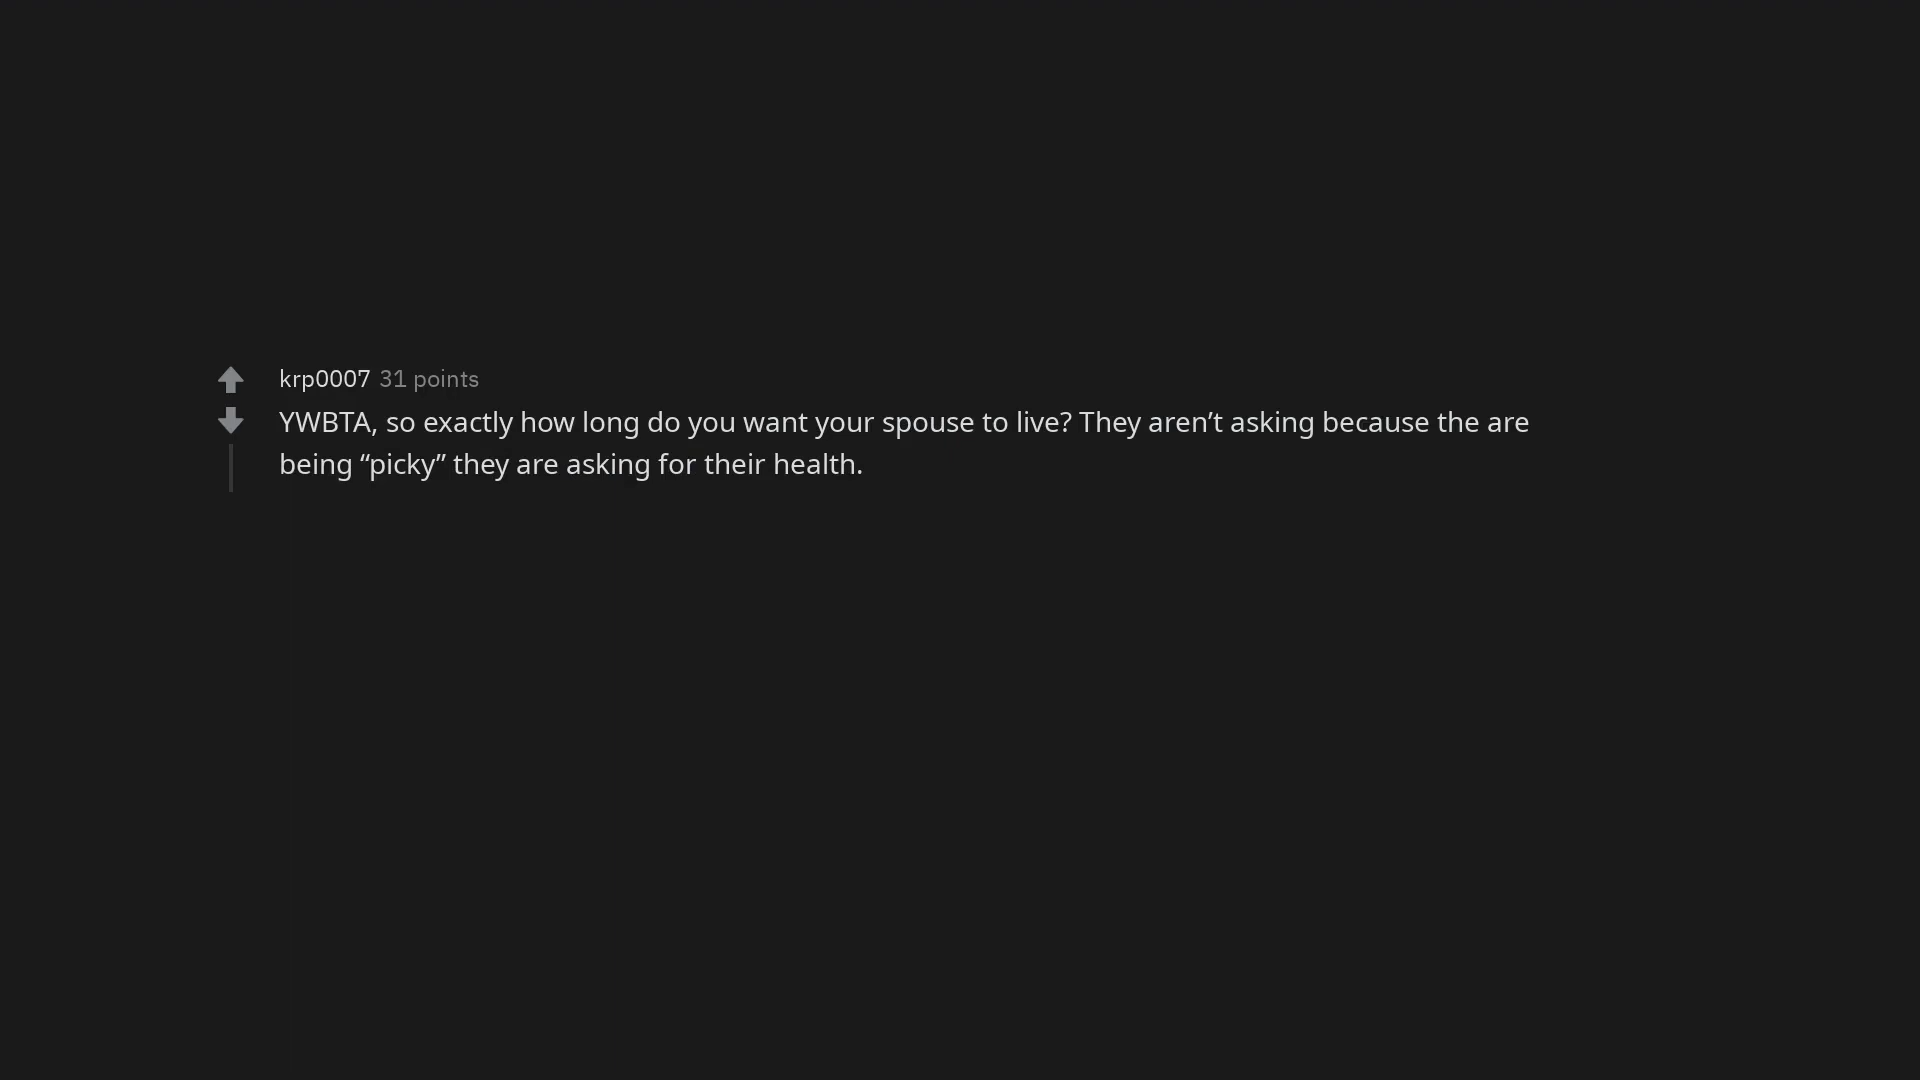 krp0007 31 points
YWBTA, so exactly how long do you want your spouse to live? They aren’t asking because the are
being “picky” they are asking for their health.